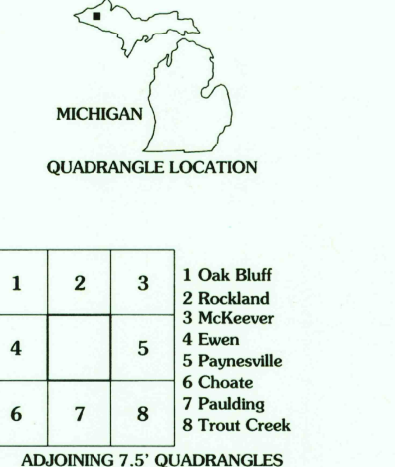 MICHIGAN
QUADRANGLE LOCATION
1 2 3
4 5
6 7 8
1 Oak Bluff
2 Rockland
3 McKeever
4 Ewen
5 Paynesville
6 Choate
7 Paulding
8 Trout Creek
ADJOINING 7.5' QUADRANGLES